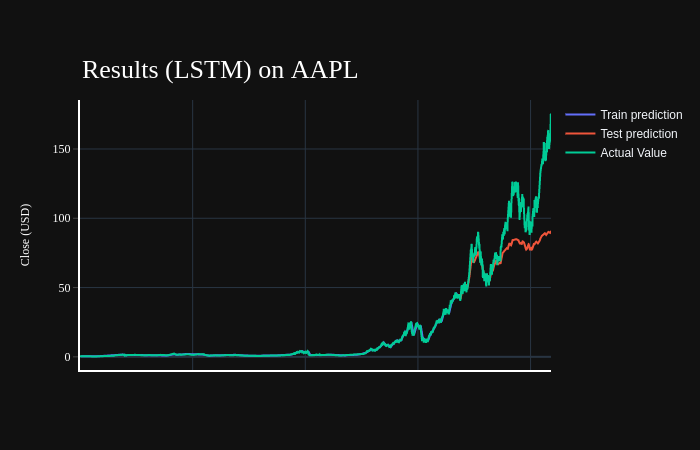 Results (LSTM) on AAPL
Train prediction
Test prediction
Actual Value
150
100
50
0
Close (USD)